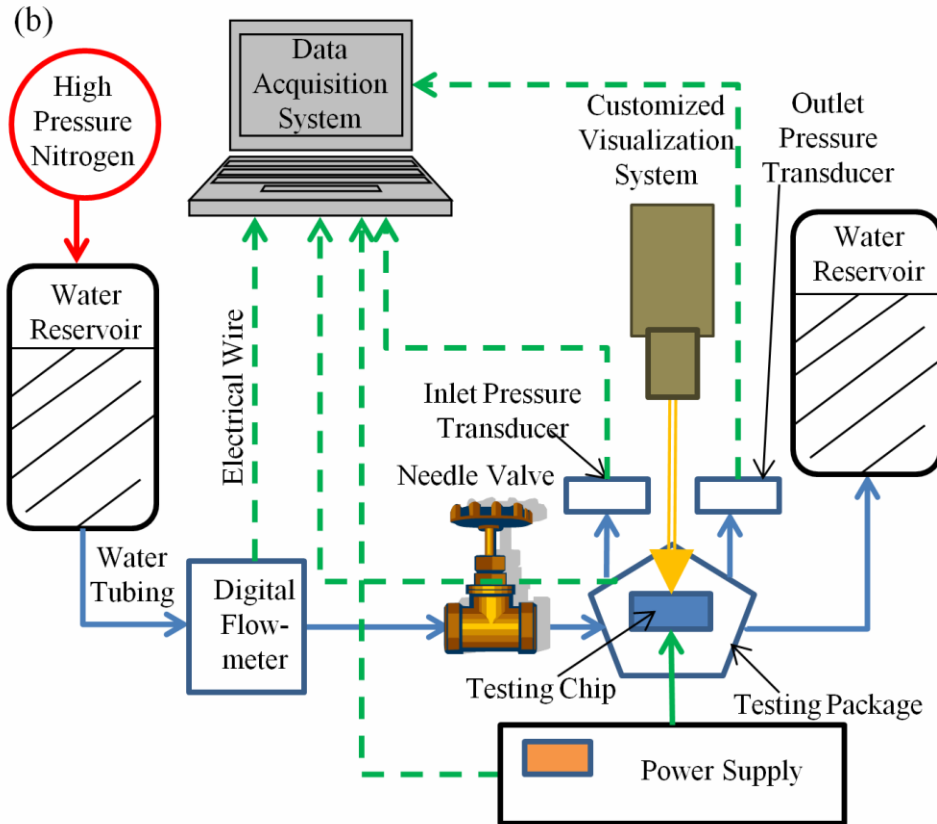 (b)
High
Pressure
Nitrogen
Data
Acquisition
System
Customized
Visualization
System
Outlet
Pressure
Transducer
Water
Reservoir
Water
Reservoir
Electrical Wire
Inlet Pressure
Transducer
Needle Valve
Water
Tubing
Digital
Flow-
meter
Testing Chip
Testing Package
Power Supply